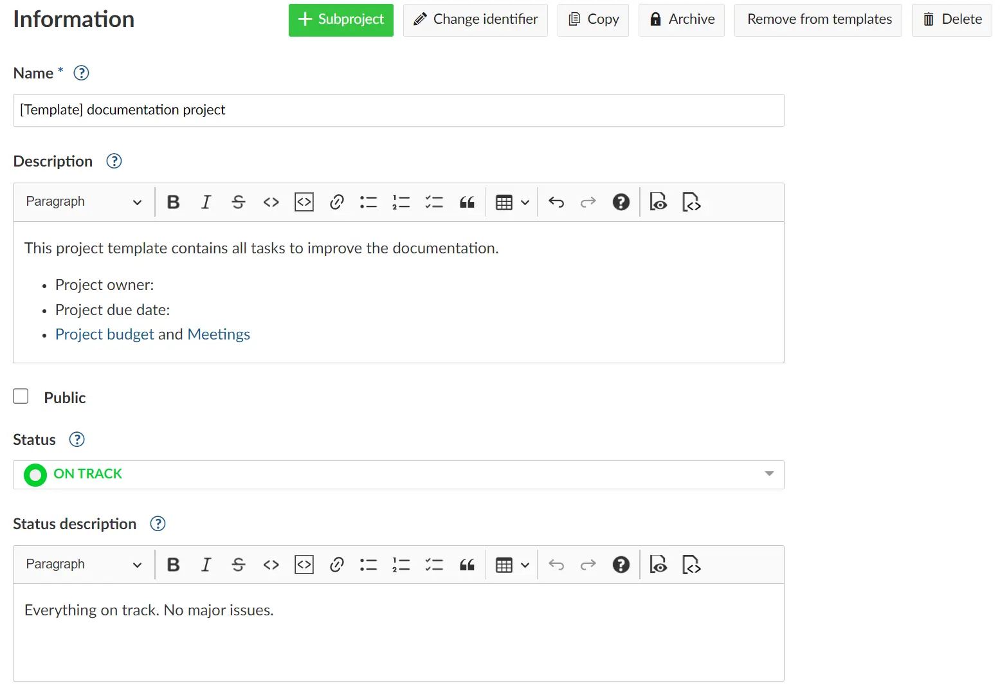 Information
Subproject
Change identifier
Copy
Archive
Remove from templates
Delete
Name *
[Template] documentation project
Description
Paragraph
This project template contains all tasks to improve the documentation.
• Project owner:
• Project due date:
• Project budget and Meetings
Public
Status
ON TRACK
Status description
Paragraph
Everything on track. No major issues.